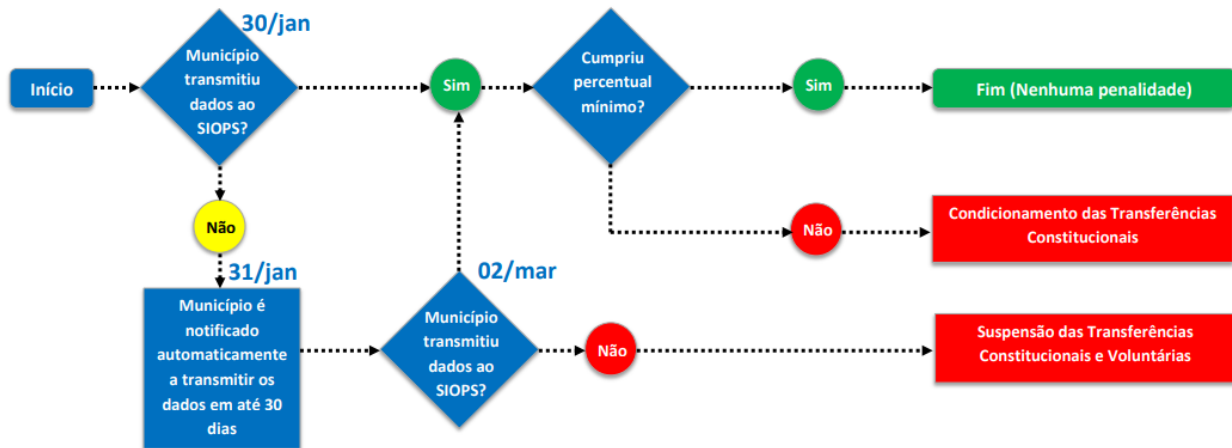 Início
30/jan
Município
transmitiu
dados ao
SIOPS?
Sim
Cumpriu
percentual
mínimo?
Sim
Fim (Nenhuma penalidade)
Não
Não
Condicionamento das Transferências
Constitucionais
31/jan
Município é
notificado
automaticamente
a transmitir os
dados em até 30
dias
02/mar
Município
transmitiu
dados ao
SIOPS?
Não
Suspensão das Transferências
Constitucionais e Voluntárias